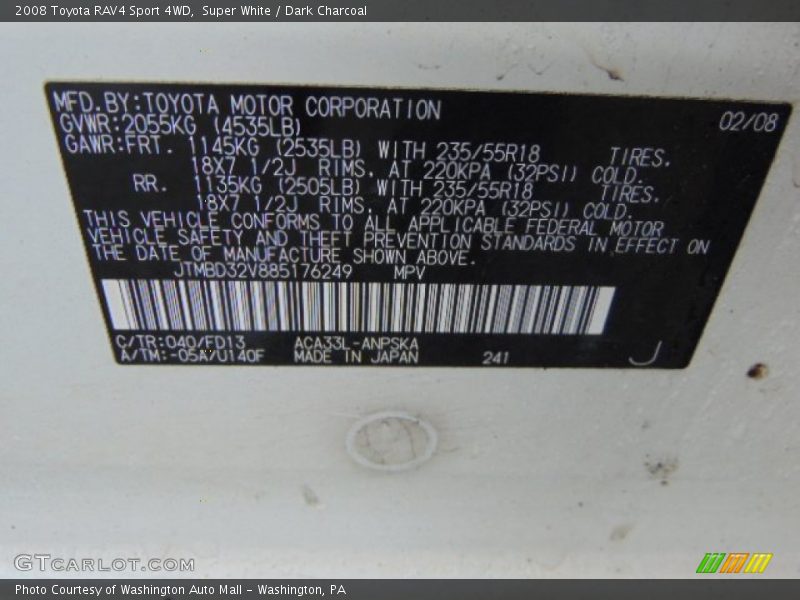 2008 Toyota RAV4 Sport 4WD, Super White / Dark Charcoal
MFD. BY: TOYOTA MOTOR CORPORATION 02/08
GVWR: 2055KG (4535LB)
GAWR: FRT. 1145KG (2535LB) WITH 235/55R18 TIRES.
18X7 1/2J RIMS. AT 220KPA (32PSI) COLD.
RR. 1135KG (2505LB) WITH 235/55R18 TIRES.
18X7 1/2J RIMS. AT 220KPA (32PSI) COLD.
THIS VEHICLE CONFORMS TO ALL APPLICABLE FEDERAL MOTOR
VEHICLE SAFETY AND THEFT PREVENTION STANDARDS IN EFFECT ON
THE DATE OF MANUFACTURE SHOWN ABOVE.
JTMBD32V885176249 MPV
C/TR: 040/FD13 ACA33L-ANPSKA
A/TM: -05A/U140F MADE IN JAPAN 241 J
GTCARLOT.COM
Photo Courtesy of Washington Auto Mall - Washington, PA